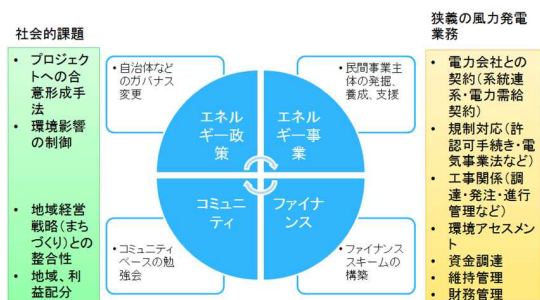 社会的課題
• プロジェク
トへの合
意形成手
法
• 環境影響
の制御
• 地域経営
戦略(まち
づくり)との
整合性
• 地域、利
益配分
•自治体など
のガバナス
変更
•民間事業主
体の発掘、
養成、支援
エネル
ギー政
策
エネル
ギー事
業
コミュニ
ティ
ファイナ
ンス
•コミュニティ
ベースの勉
強会
•ファイナンス
スキームの
構築
狭義の風力発電
業務
• 電力会社との
契約(系統連
系・電力需給
契約)
• 規制対応(許
認可手続き・電
気事業法など)
• 工事関係(調
達・発注・進行
管理など)
• 環境アセスメン
ト
• 資金調達
• 維持管理
• 財務管理